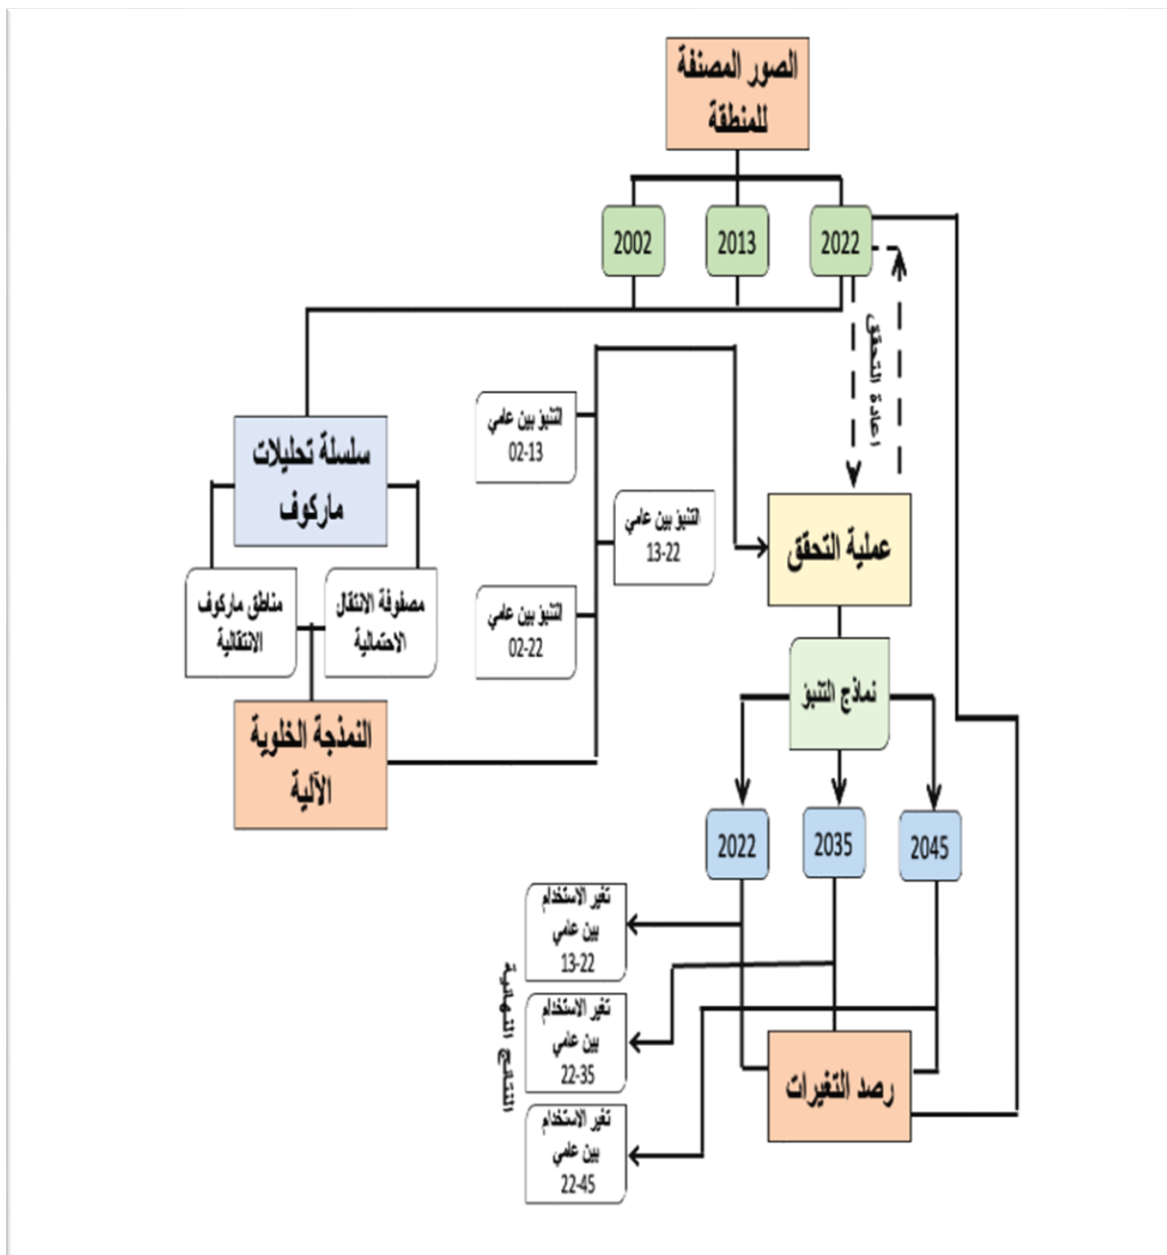 الصور المصنفة
للمنطقة
2002
2013
2022
اعادة التحقق
سلسلة تحليلات
ماركوف
مناطق ماركوف
الانتقالية
مصفوفة الانتقال
الاحتمالية
النمذجة الخلوية
الآلية
التنبؤ بين عامي
02-13
التنبؤ بين عامي
13-22
التنبؤ بين عامي
02-22
عملية التحقق
نماذج التنبؤ
2022
2035
2045
تغير الاستخدام
بين عامي
13-22
تغير الاستخدام
بين عامي
22-35
تغير الاستخدام
بين عامي
22-45
النتائج النهائية
رصد التغيرات